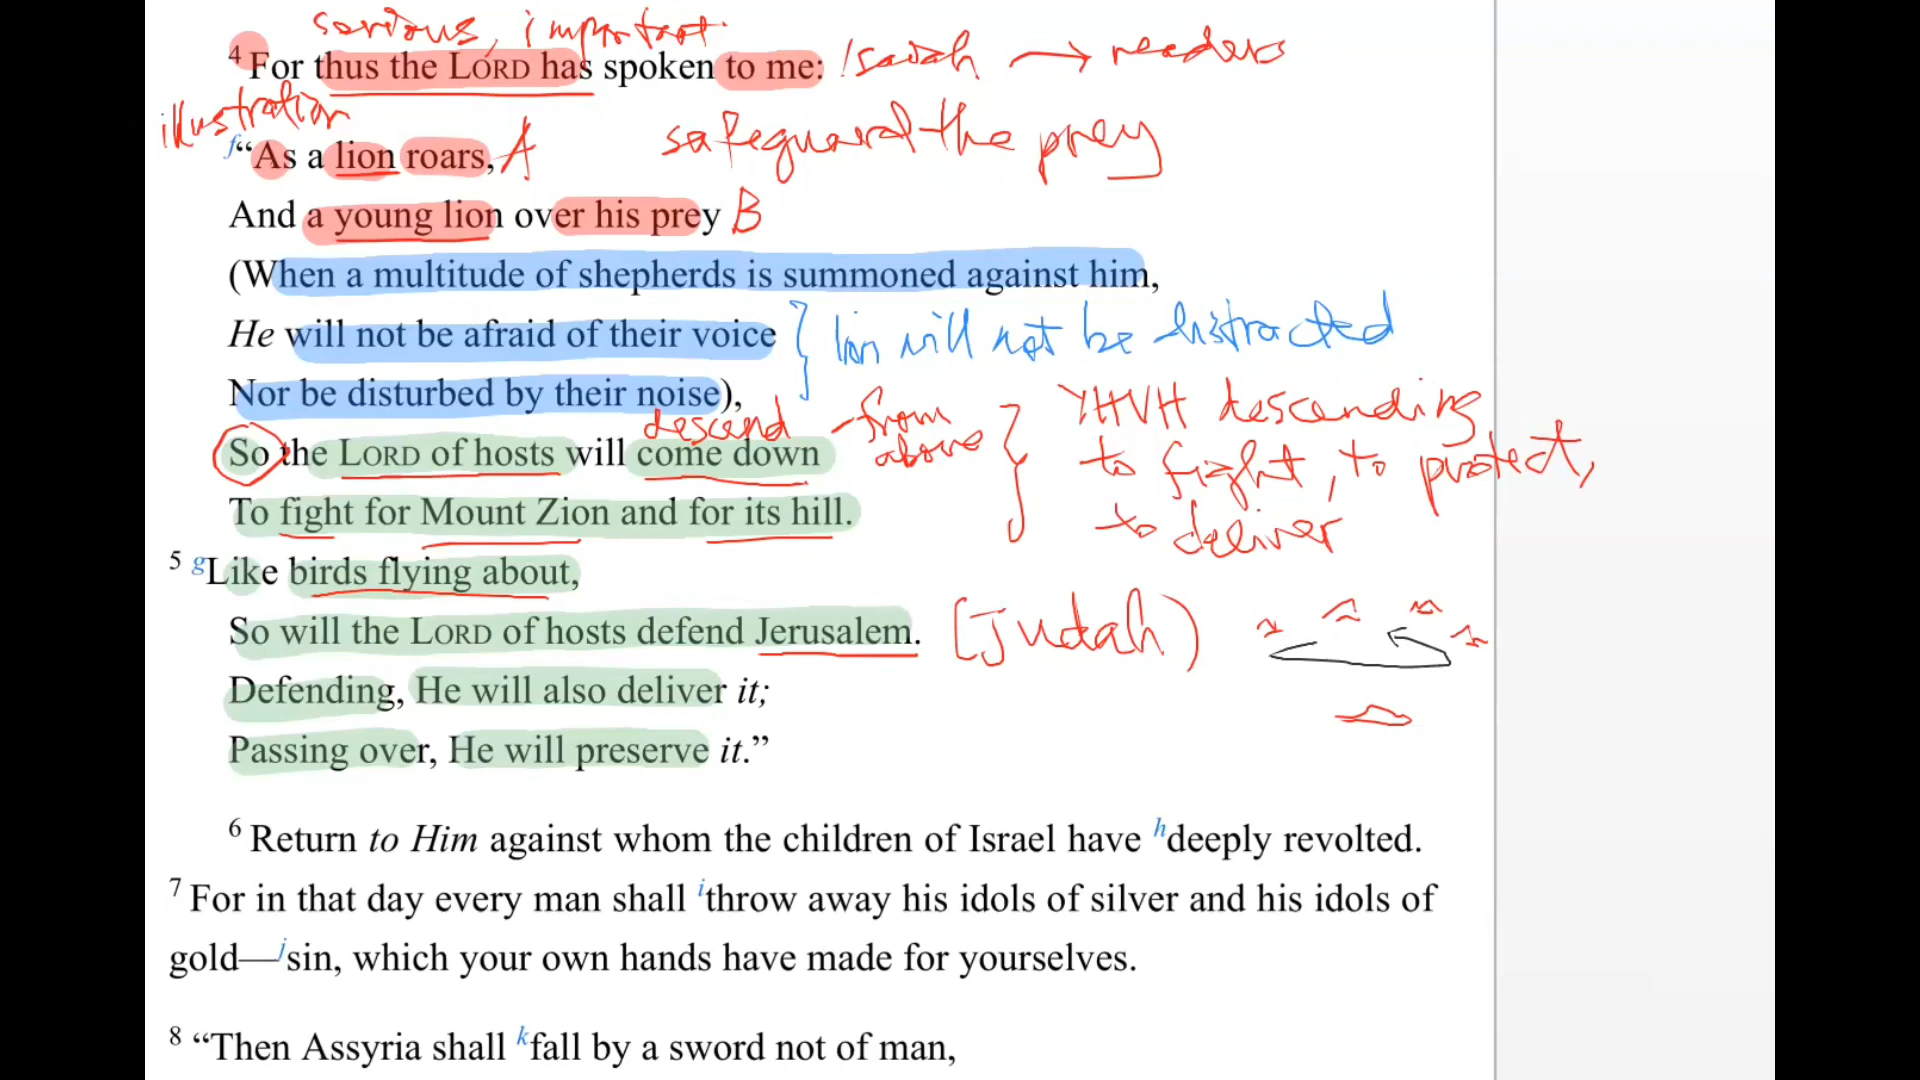 serious, important
4 For thus the LORD has spoken to me: Isaiah → readers
illustration
f“As a lion roars, A safeguard the prey
And a young lion over his prey B
(When a multitude of shepherds is summoned against him,
He will not be afraid of their voice } lion will not be distracted
Nor be disturbed by their noise),
descend - from above } YHVH descending
So the LORD of hosts will come down to fight, to protect,
To fight for Mount Zion and for its hill. to deliver
5 gLike birds flying about,
So will the LORD of hosts defend Jerusalem. (Judah)
Defending, He will also deliver it;
Passing over, He will preserve it.”
6 Return to Him against whom the children of Israel have hdeeply revolted.
7 For in that day every man shall ithrow away his idols of silver and his idols of
gold—jsin, which your own hands have made for yourselves.
8 “Then Assyria shall kfall by a sword not of man,